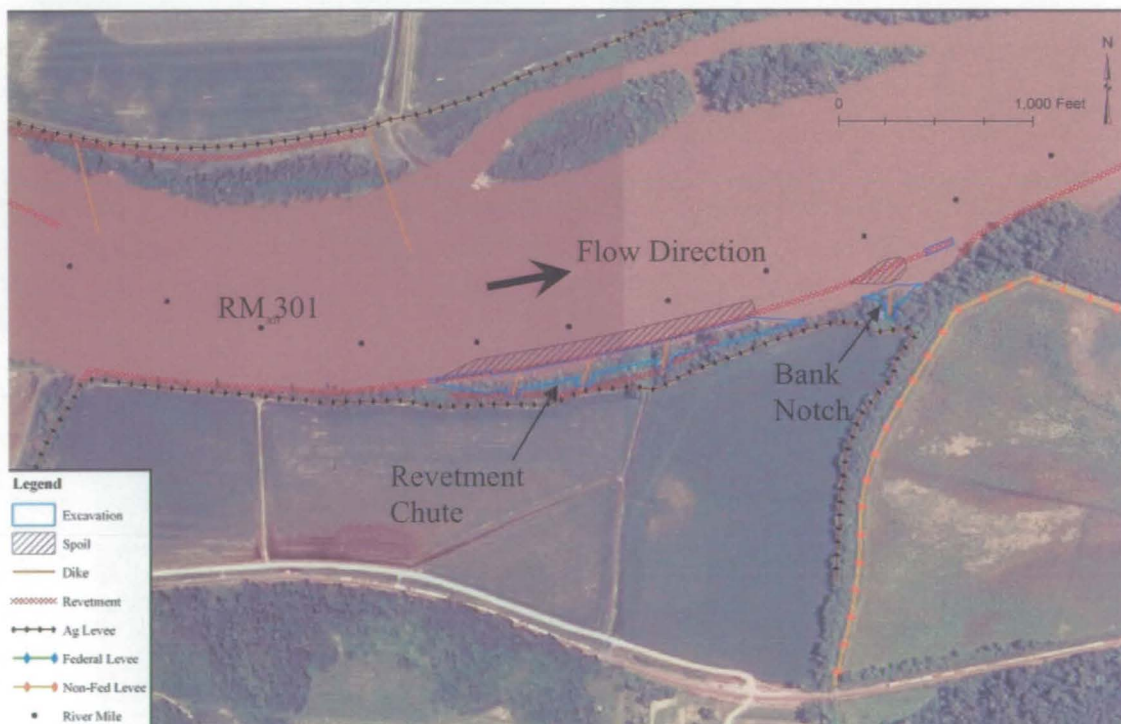 N
0
1,000 Feet
Flow Direction
RM 301
Bank
Notch
Revetment
Chute
Legend
Excavation
Spoil
Dike
Revetment
Ag Levee
Federal Levee
Non-Fed Levee
River Mile